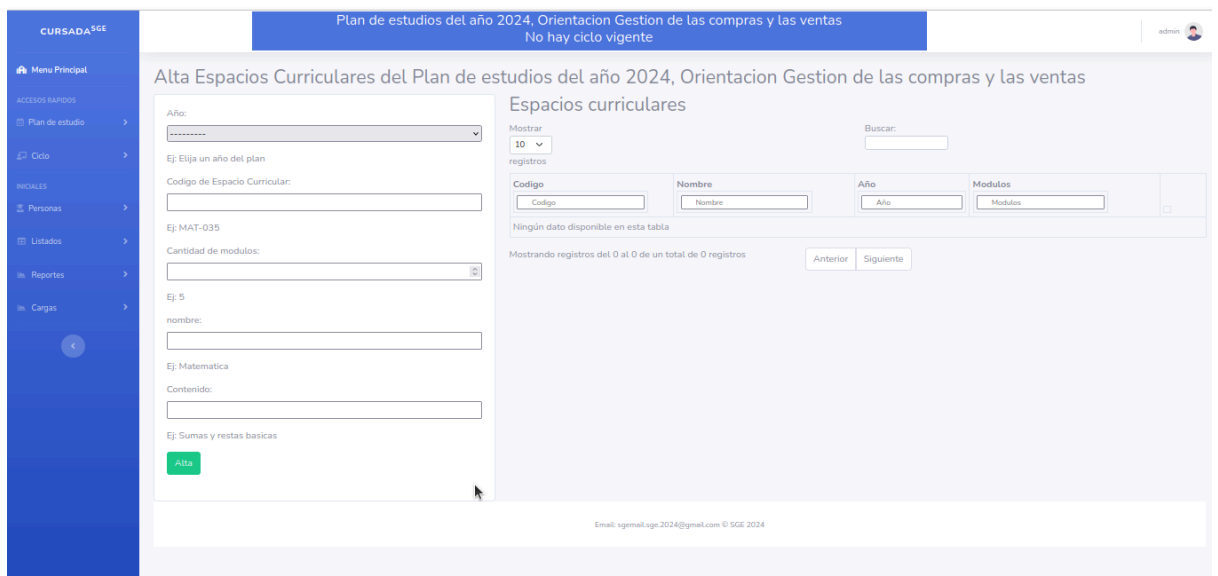 CURSADA SGE
Menu Principal
ACCESOS RAPIDOS
Plan de estudio
Ciclo
INICIALES
Personas
Listados
Reportes
Cargas
Plan de estudios del año 2024, Orientacion Gestion de las compras y las ventas
No hay ciclo vigente
admin
Alta Espacios Curriculares del Plan de estudios del año 2024, Orientacion Gestion de las compras y las ventas
Año:
---------
Ej: Elija un año del plan
Codigo de Espacio Curricular:
Ej: MAT-035
Cantidad de modulos:
Ej: 5
nombre:
Ej: Matematica
Contenido:
Ej: Sumas y restas basicas
Alta
Espacios curriculares
Mostrar
10
registros
Buscar:
Codigo Nombre Año Modulos
Codigo Nombre Año Modulos
Ningún dato disponible en esta tabla
Mostrando registros del 0 al 0 de un total de 0 registros
Anterior Siguiente
Email: sgemail.sge.2024@gmail.com © SGE 2024